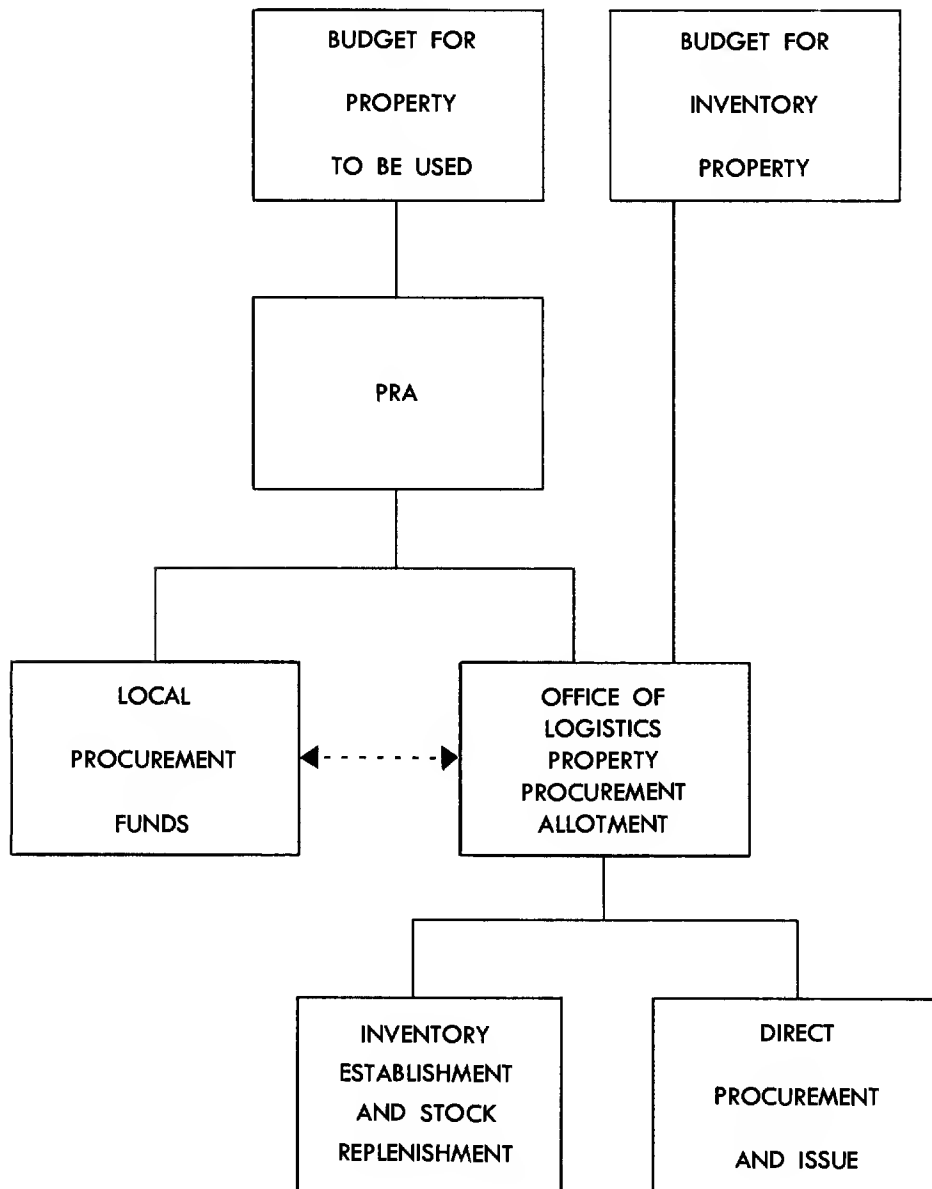 BUDGET FOR
PROPERTY
TO BE USED
BUDGET FOR
INVENTORY
PROPERTY
PRA
LOCAL
PROCUREMENT
FUNDS
OFFICE OF
LOGISTICS
PROPERTY
PROCUREMENT
ALLOTMENT
INVENTORY
ESTABLISHMENT
AND STOCK
REPLENISHMENT
DIRECT
PROCUREMENT
AND ISSUE